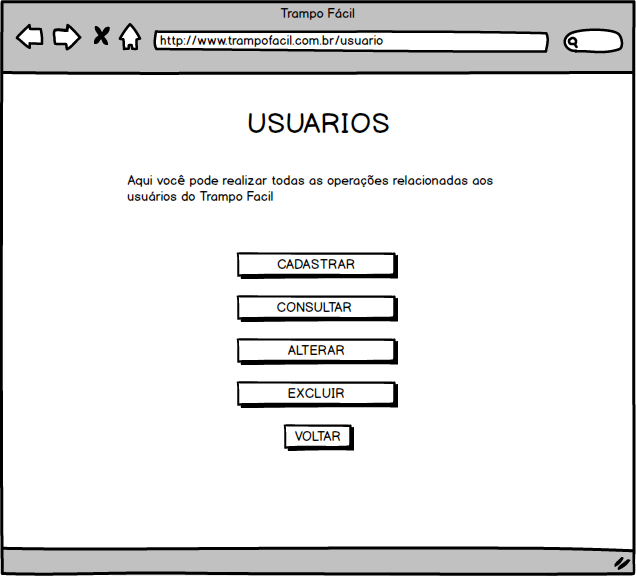 Trampo Fácil
http://www.trampofacil.com.br/usuario
USUARIOS
Aqui você pode realizar todas as operações relacionadas aos
usuários do Trampo Facil
CADASTRAR
CONSULTAR
ALTERAR
EXCLUIR
VOLTAR